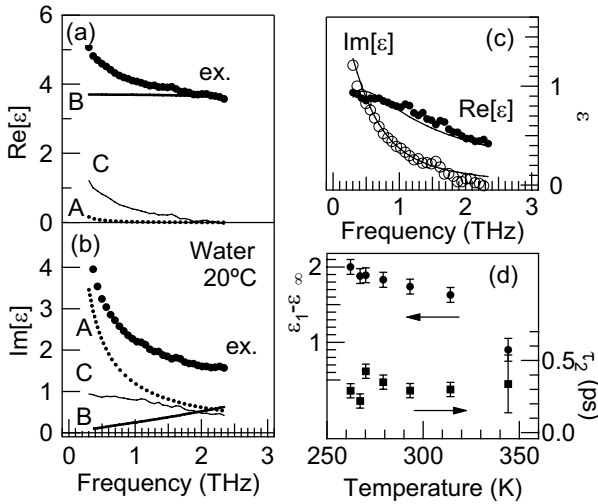 (a)
6
4
2
0
Re[ε]
ex.
B
C
A
(b)
Water
20ºC
4
3
2
1
0
Im[ε]
A
C
B
ex.
0 1 2 3
Frequency (THz)
(c)
Im[ε]
Re[ε]
1
0
ε
0 1 2 3
Frequency (THz)
(d)
2
1
ε₁-ε∞
0.5
0.0
τ₂ (ps)
250 300 350
Temperature (K)